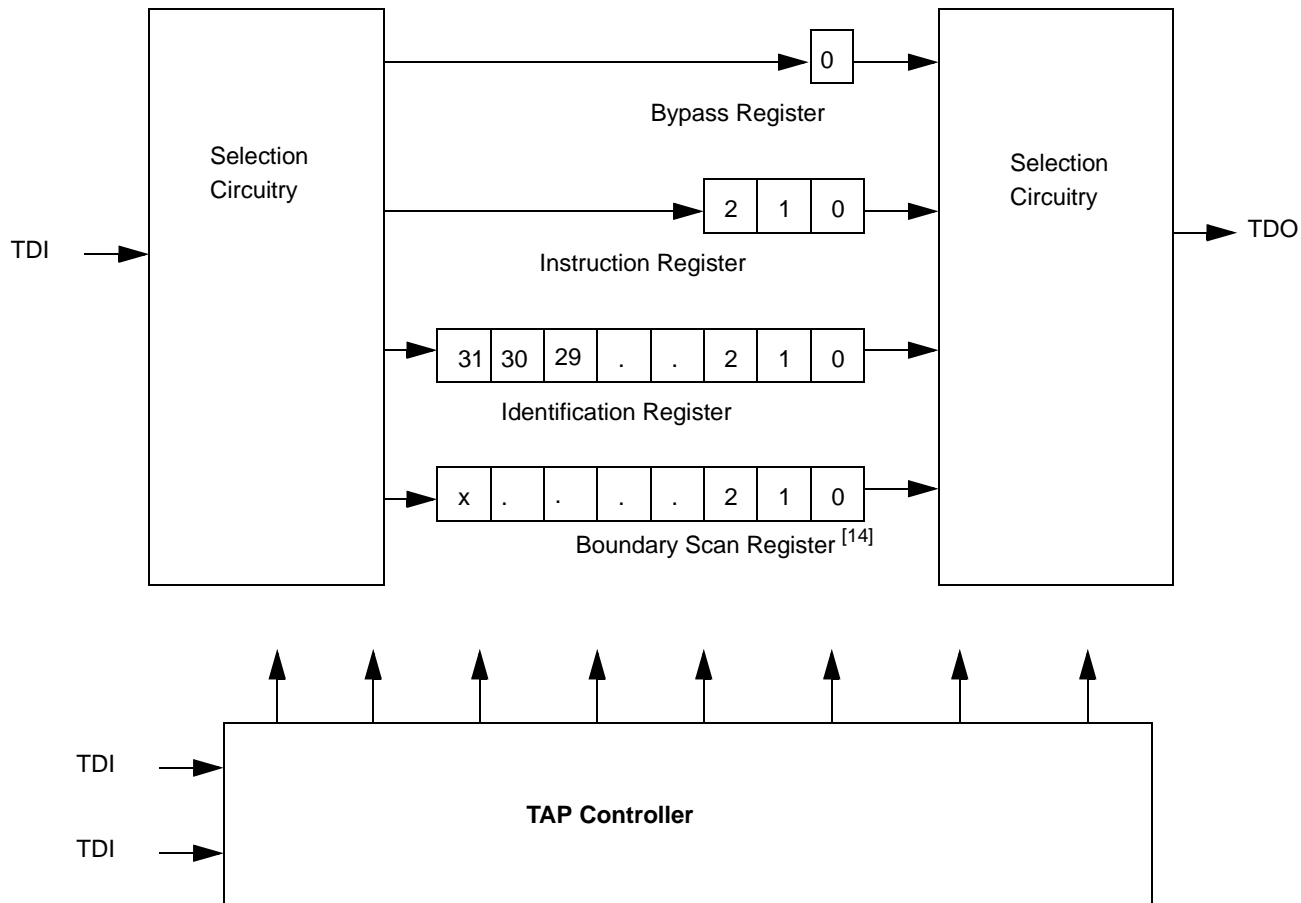 0
Bypass Register
Selection
Circuitry
Selection
Circuitry
2 1 0
Instruction Register
TDI
TDO
31 30 29 . . 2 1 0
Identification Register
x . . . . 2 1 0
Boundary Scan Register [14]
TDI
TAP Controller
TDI